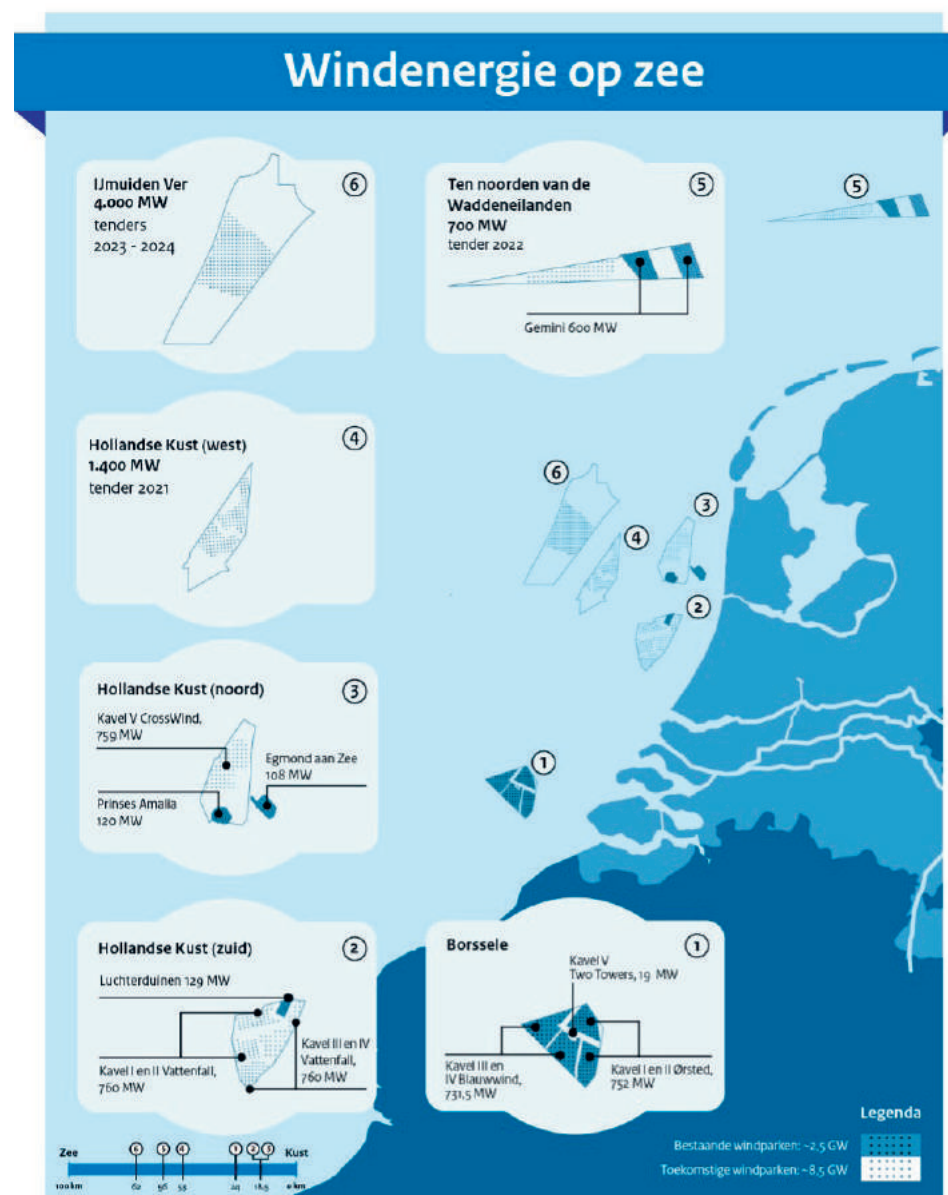 Windenergie op zee
IJmuiden Ver
4.000 MW
tenders
2023 - 2024
6
Ten noorden van de
Waddeneilanden
700 MW
tender 2022
5
Gemini 600 MW
5
Hollandse Kust (west)
1.400 MW
tender 2021
4
6
4
3
2
1
Hollandse Kust (noord)
3
Kavel V CrossWind,
759 MW
Egmond aan Zee
108 MW
Prinses Amalia
120 MW
Hollandse Kust (zuid)
2
Luchterduinen 129 MW
Kavel III en IV
Vattenfall,
760 MW
Kavel I en II Vattenfall,
760 MW
Borssele
1
Kavel V
Two Towers, 19 MW
Kavel III en
IV Blauwwind,
731,5 MW
Kavel I en II Ørsted,
752 MW
Legenda
Bestaande windparken: ~2,5 GW
Toekomstige windparken: ~8,5 GW
Zee
6
5
4
1
2
3
Kust
100 km
62
56
53
24
18,5
0 km